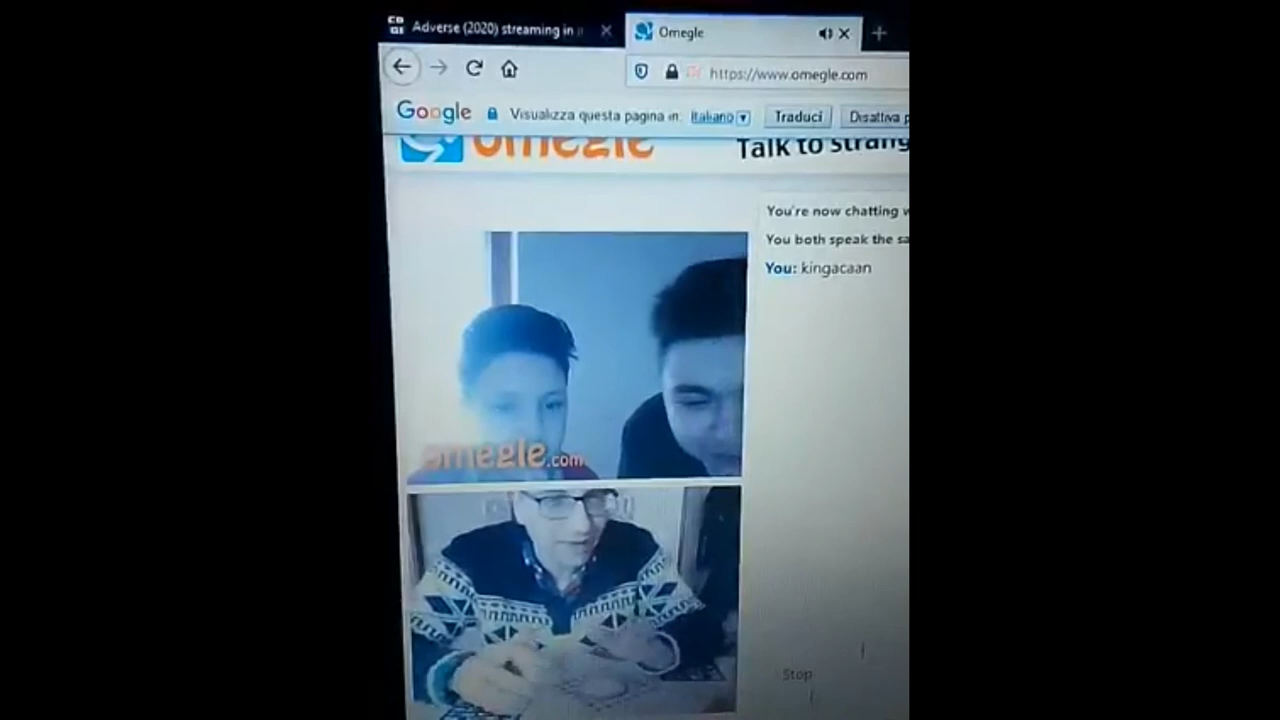 Adverse (2020) streaming in
Omegle
https://www.omegle.com
Google Visualizza questa pagina in: Italiano Traduci Disattiva
omegle Talk to strang
You're now chatting w
You both speak the sa
You: kingacaan
omegle.com
Stop